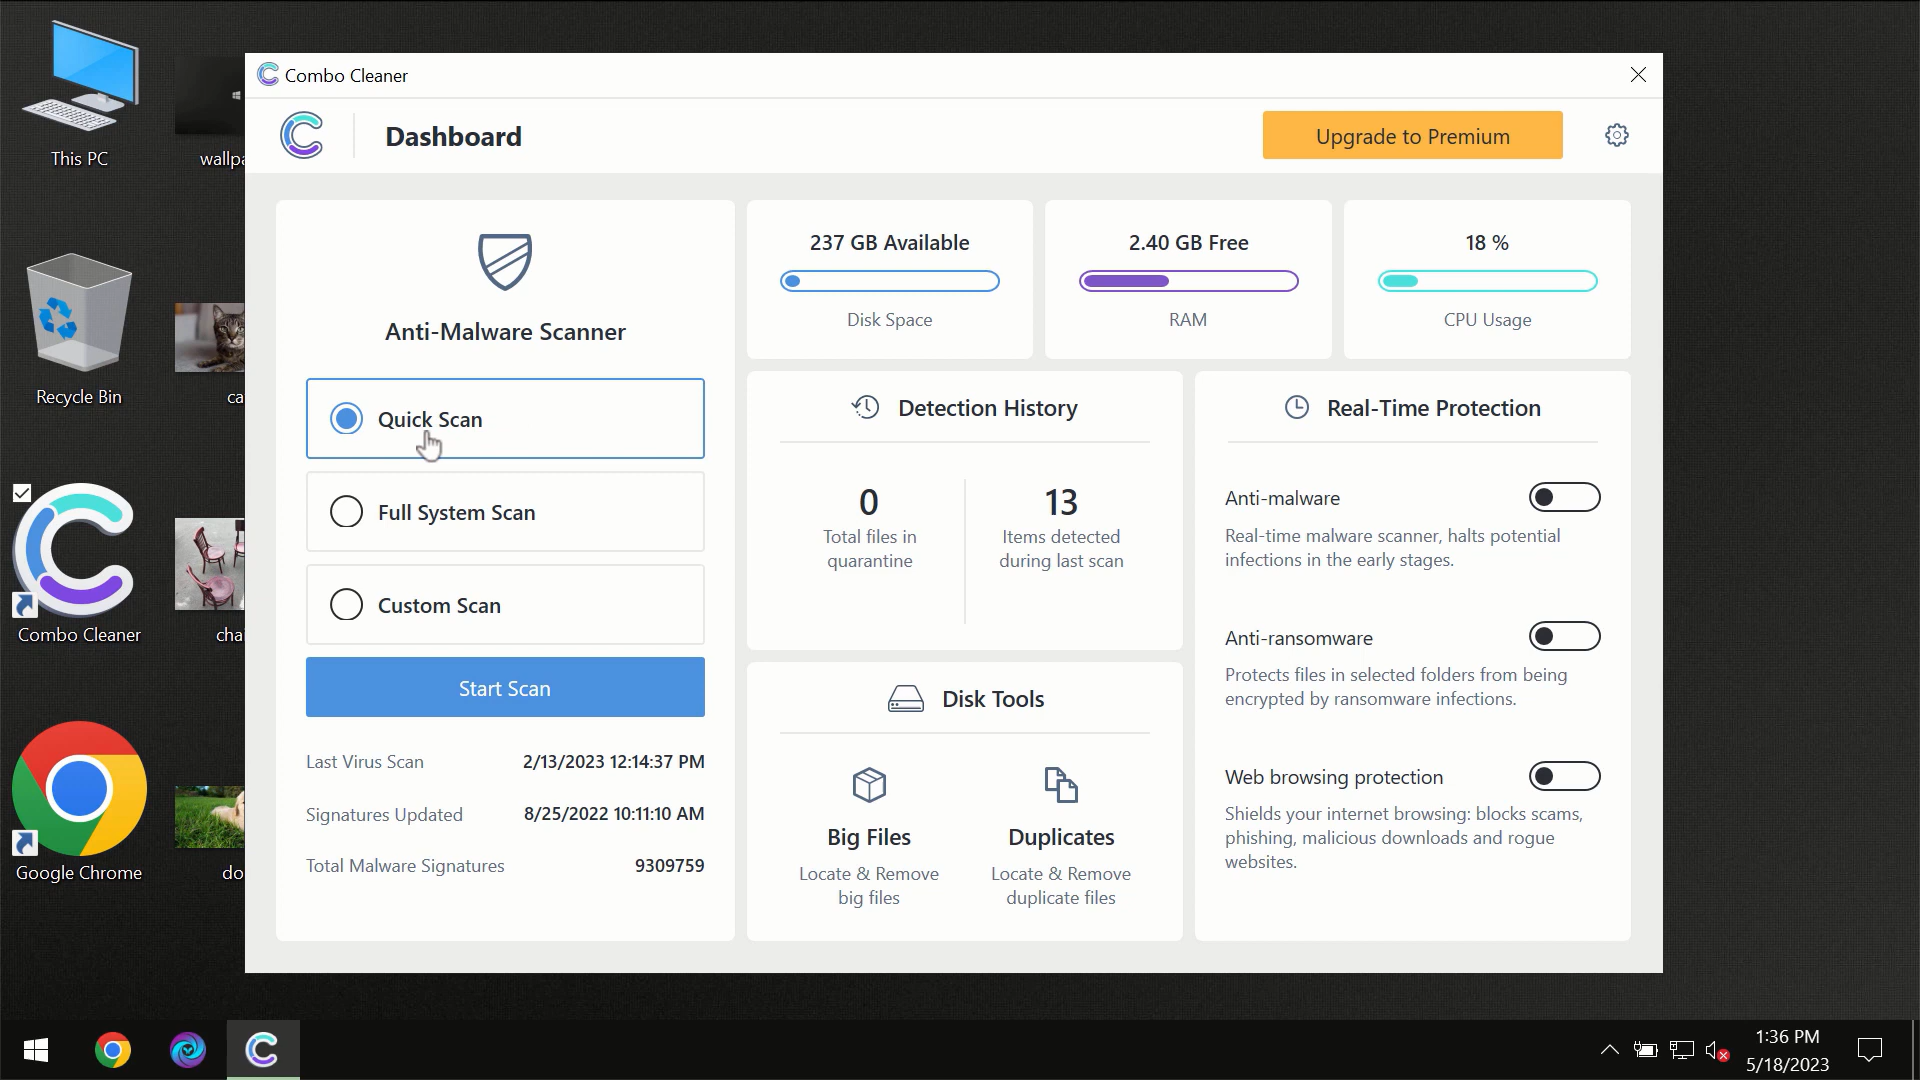 This PC
wallpa
Recycle Bin
ca
Combo Cleaner
chai
Google Chrome
do
Combo Cleaner
Dashboard
Upgrade to Premium
Anti-Malware Scanner
Quick Scan
Full System Scan
Custom Scan
Start Scan
Last Virus Scan 2/13/2023 12:14:37 PM
Signatures Updated 8/25/2022 10:11:10 AM
Total Malware Signatures 9309759
237 GB Available
Disk Space
2.40 GB Free
RAM
18 %
CPU Usage
Detection History
0
Total files in
quarantine
13
Items detected
during last scan
Disk Tools
Big Files
Locate & Remove
big files
Duplicates
Locate & Remove
duplicate files
Real-Time Protection
Anti-malware
Real-time malware scanner, halts potential
infections in the early stages.
Anti-ransomware
Protects files in selected folders from being
encrypted by ransomware infections.
Web browsing protection
Shields your internet browsing: blocks scams,
phishing, malicious downloads and rogue
websites.
1:36 PM
5/18/2023